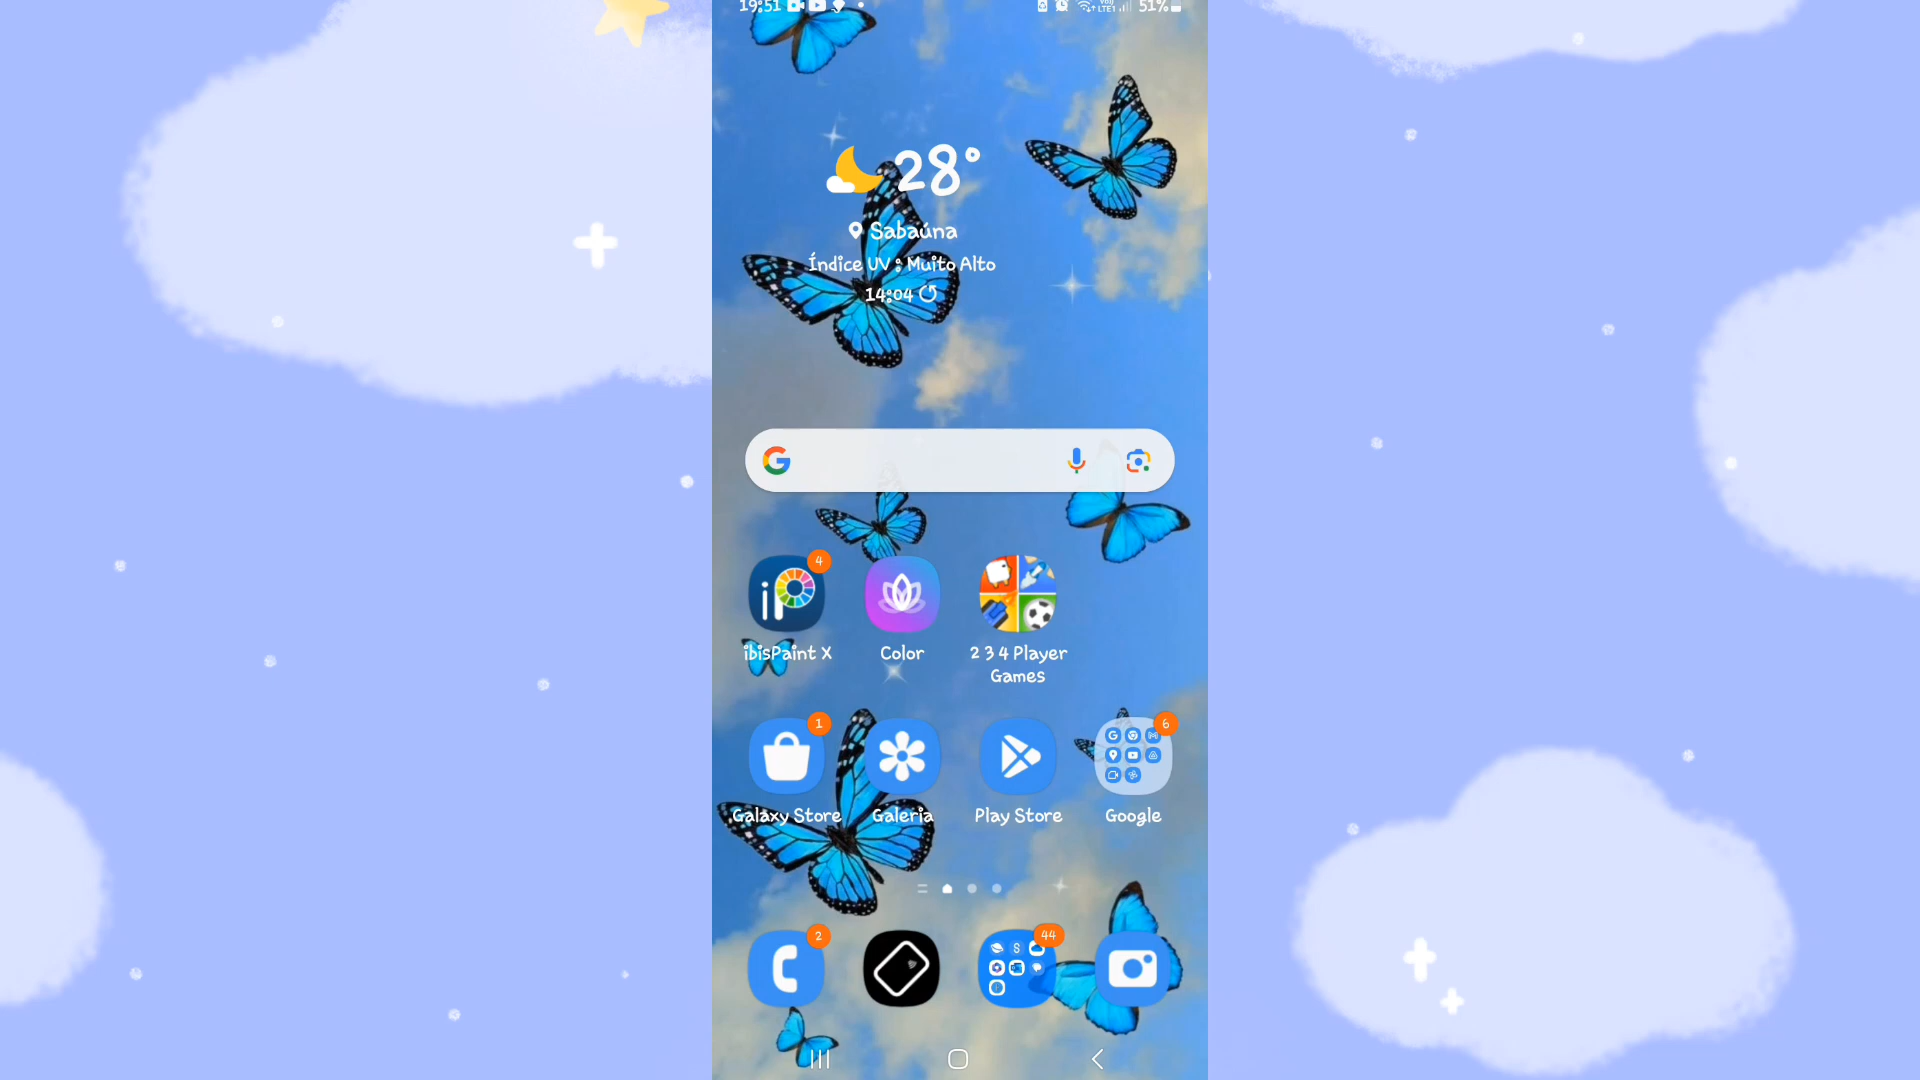 19:51 LTE1 51%
28°
Sabaúna
Índice UV : Muito Alto
14:04
4
ibisPaint X
Color
2 3 4 Player
Games
1
6
Galaxy Store
Galeria
Play Store
Google
2
44